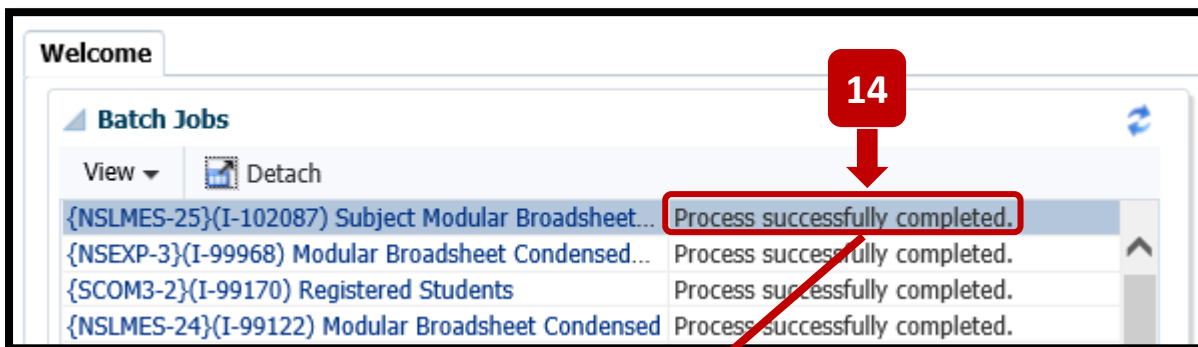 Welcome
14
Batch Jobs
View Detach
{NSLMES-25}(I-102087) Subject Modular Broadsheet... Process successfully completed.
{NSEXP-3}(I-99968) Modular Broadsheet Condensed... Process successfully completed.
{SCOM3-2}(I-99170) Registered Students Process successfully completed.
{NSLMES-24}(I-99122) Modular Broadsheet Condensed Process successfully completed.